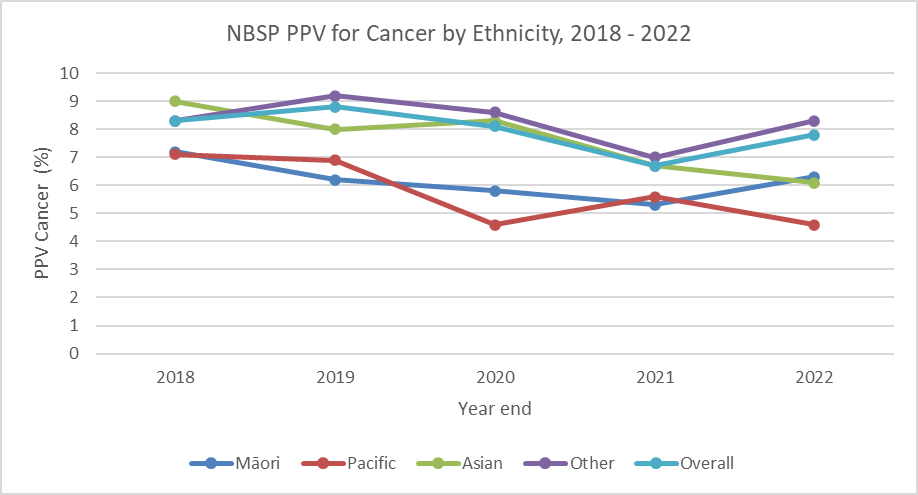 NBSP PPV for Cancer by Ethnicity, 2018 - 2022
PPV Cancer (%)
10
9
8
7
6
5
4
3
2
1
0
2018 2019 2020 2021 2022
Year end
Māori Pacific Asian Other Overall